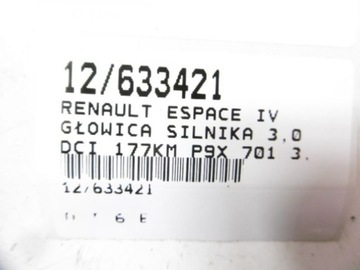 12/633421
RENAULT ESPACE IV
GŁOWICA SILNIKA 3,0
DCI 177KM P9X 701 3.
12/633421